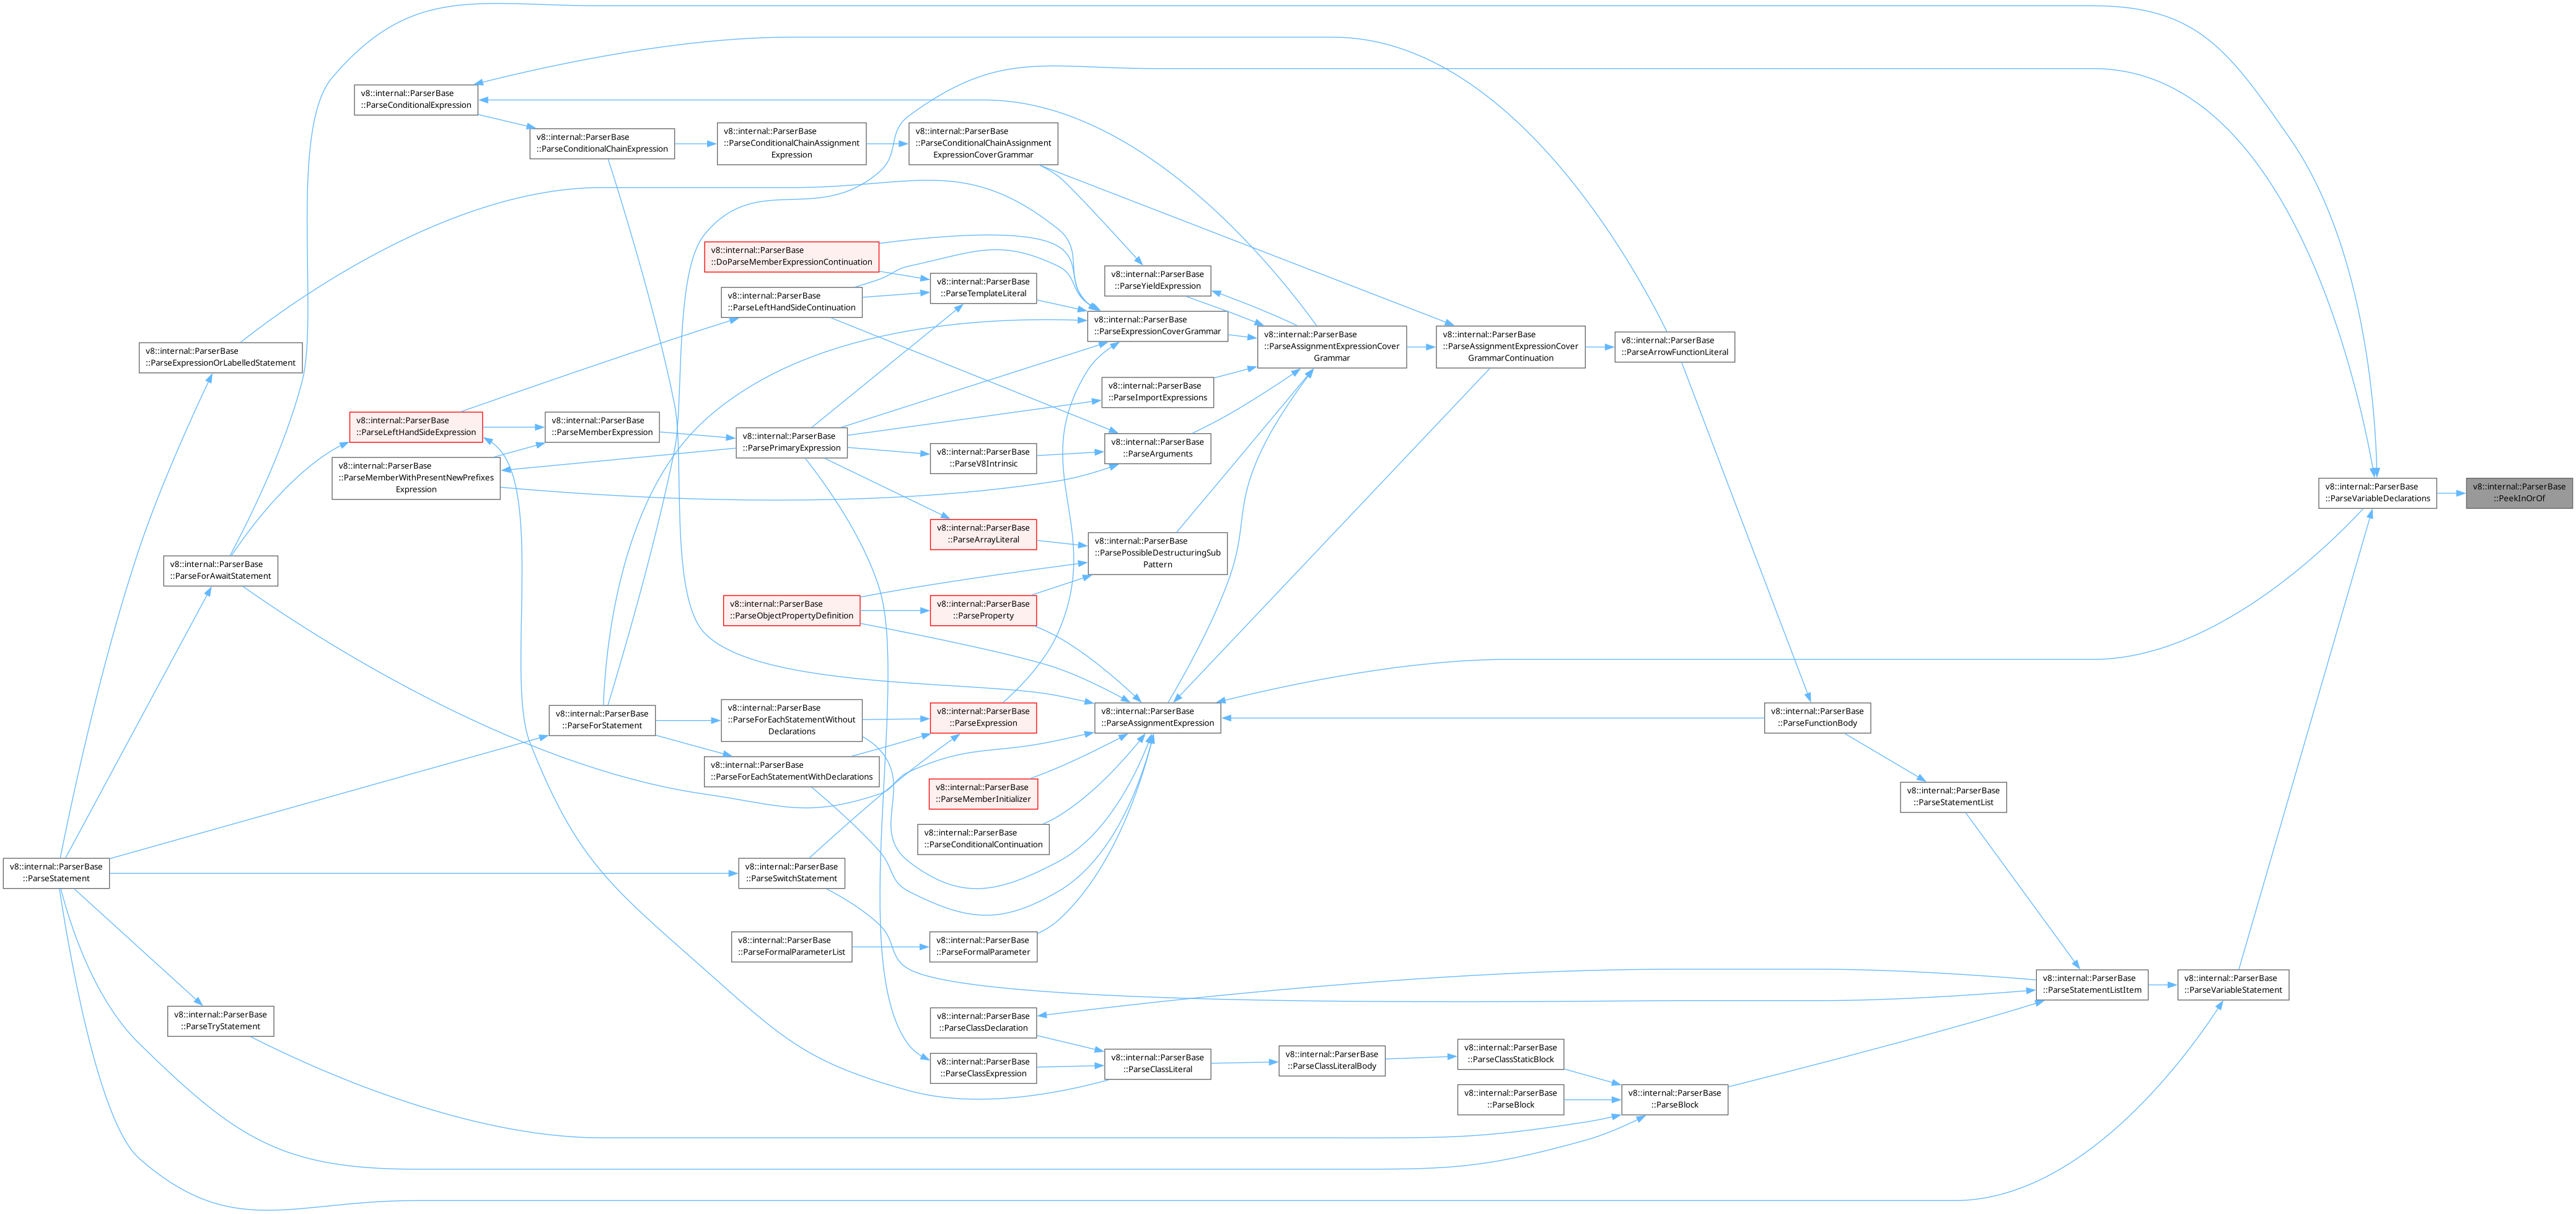 v8::internal::ParserBase
::ParseConditionalExpression
v8::internal::ParserBase
::ParseConditionalChainExpression
v8::internal::ParserBase
::ParseConditionalChainAssignment
Expression
v8::internal::ParserBase
::ParseConditionalChainAssignment
ExpressionCoverGrammar
v8::internal::ParserBase
::DoParseMemberExpressionContinuation
v8::internal::ParserBase
::ParseLeftHandSideContinuation
v8::internal::ParserBase
::ParseTemplateLiteral
v8::internal::ParserBase
::ParseYieldExpression
v8::internal::ParserBase
::ParseExpressionCoverGrammar
v8::internal::ParserBase
::ParseAssignmentExpressionCover
Grammar
v8::internal::ParserBase
::ParseAssignmentExpressionCover
GrammarContinuation
v8::internal::ParserBase
::ParseArrowFunctionLiteral
v8::internal::ParserBase
::ParseExpressionOrLabelledStatement
v8::internal::ParserBase
::ParseImportExpressions
v8::internal::ParserBase
::ParseLeftHandSideExpression
v8::internal::ParserBase
::ParseMemberExpression
v8::internal::ParserBase
::ParsePrimaryExpression
v8::internal::ParserBase
::ParseV8Intrinsic
v8::internal::ParserBase
::ParseArguments
v8::internal::ParserBase
::ParseMemberWithPresentNewPrefixes
Expression
v8::internal::ParserBase
::ParseVariableDeclarations
v8::internal::ParserBase
::PeekInOrOf
v8::internal::ParserBase
::ParseArrayLiteral
v8::internal::ParserBase
::ParsePossibleDestructuringSub
Pattern
v8::internal::ParserBase
::ParseForAwaitStatement
v8::internal::ParserBase
::ParseObjectPropertyDefinition
v8::internal::ParserBase
::ParseProperty
v8::internal::ParserBase
::ParseForStatement
v8::internal::ParserBase
::ParseForEachStatementWithout
Declarations
v8::internal::ParserBase
::ParseExpression
v8::internal::ParserBase
::ParseAssignmentExpression
v8::internal::ParserBase
::ParseFunctionBody
v8::internal::ParserBase
::ParseForEachStatementWithDeclarations
v8::internal::ParserBase
::ParseMemberInitializer
v8::internal::ParserBase
::ParseStatementList
v8::internal::ParserBase
::ParseConditionalContinuation
v8::internal::ParserBase
::ParseStatement
v8::internal::ParserBase
::ParseSwitchStatement
v8::internal::ParserBase
::ParseFormalParameterList
v8::internal::ParserBase
::ParseFormalParameter
v8::internal::ParserBase
::ParseStatementListItem
v8::internal::ParserBase
::ParseVariableStatement
v8::internal::ParserBase
::ParseTryStatement
v8::internal::ParserBase
::ParseClassDeclaration
v8::internal::ParserBase
::ParseClassExpression
v8::internal::ParserBase
::ParseClassLiteral
v8::internal::ParserBase
::ParseClassLiteralBody
v8::internal::ParserBase
::ParseClassStaticBlock
v8::internal::ParserBase
::ParseBlock
v8::internal::ParserBase
::ParseBlock